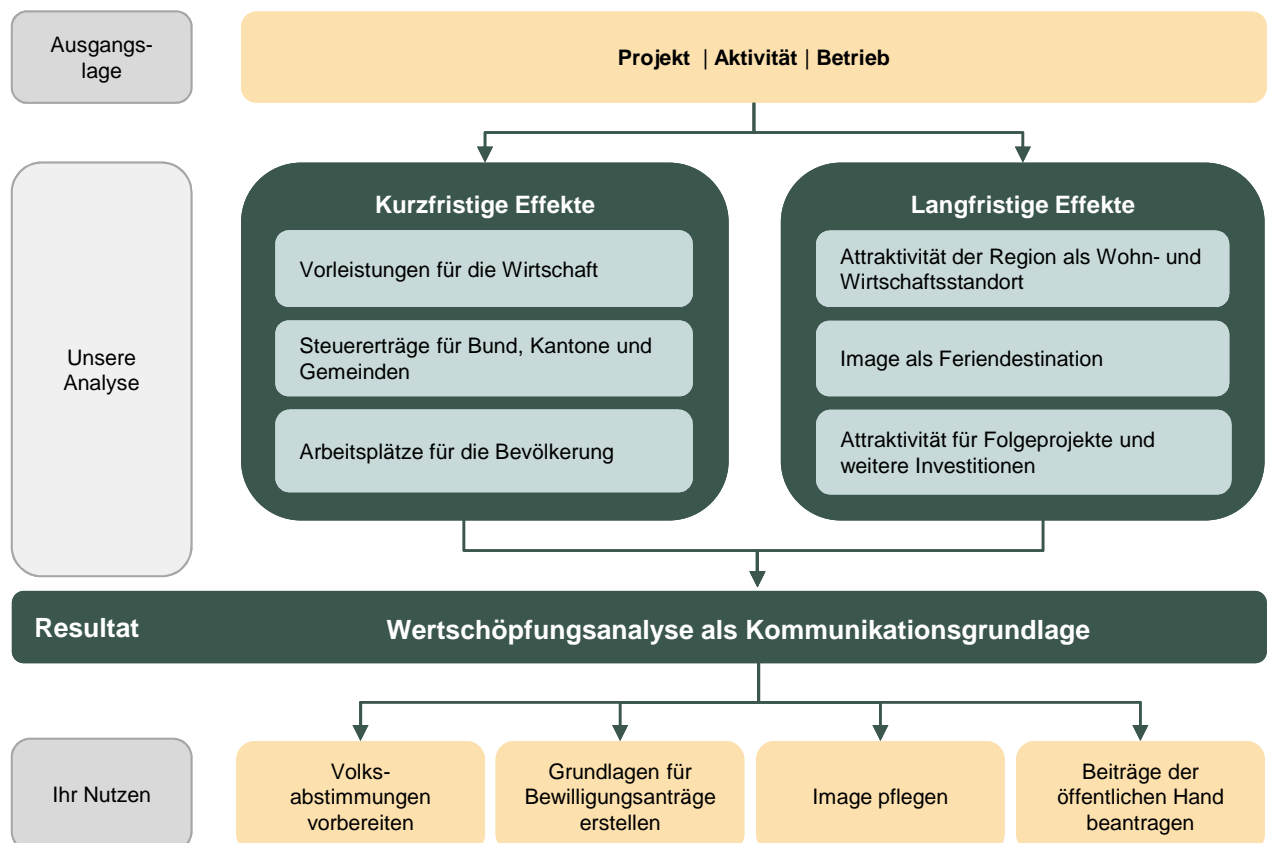 Ausgangs-
lage
Projekt | Aktivität | Betrieb
Unsere
Analyse
Kurzfristige Effekte
Vorleistungen für die Wirtschaft
Steuererträge für Bund, Kantone und
Gemeinden
Arbeitsplätze für die Bevölkerung
Langfristige Effekte
Attraktivität der Region als Wohn- und
Wirtschaftsstandort
Image als Feriendestination
Attraktivität für Folgeprojekte und
weitere Investitionen
Resultat
Wertschöpfungsanalyse als Kommunikationsgrundlage
Ihr Nutzen
Volks-
abstimmungen
vorbereiten
Grundlagen für
Bewilligungsanträge
erstellen
Image pflegen
Beiträge der
öffentlichen Hand
beantragen